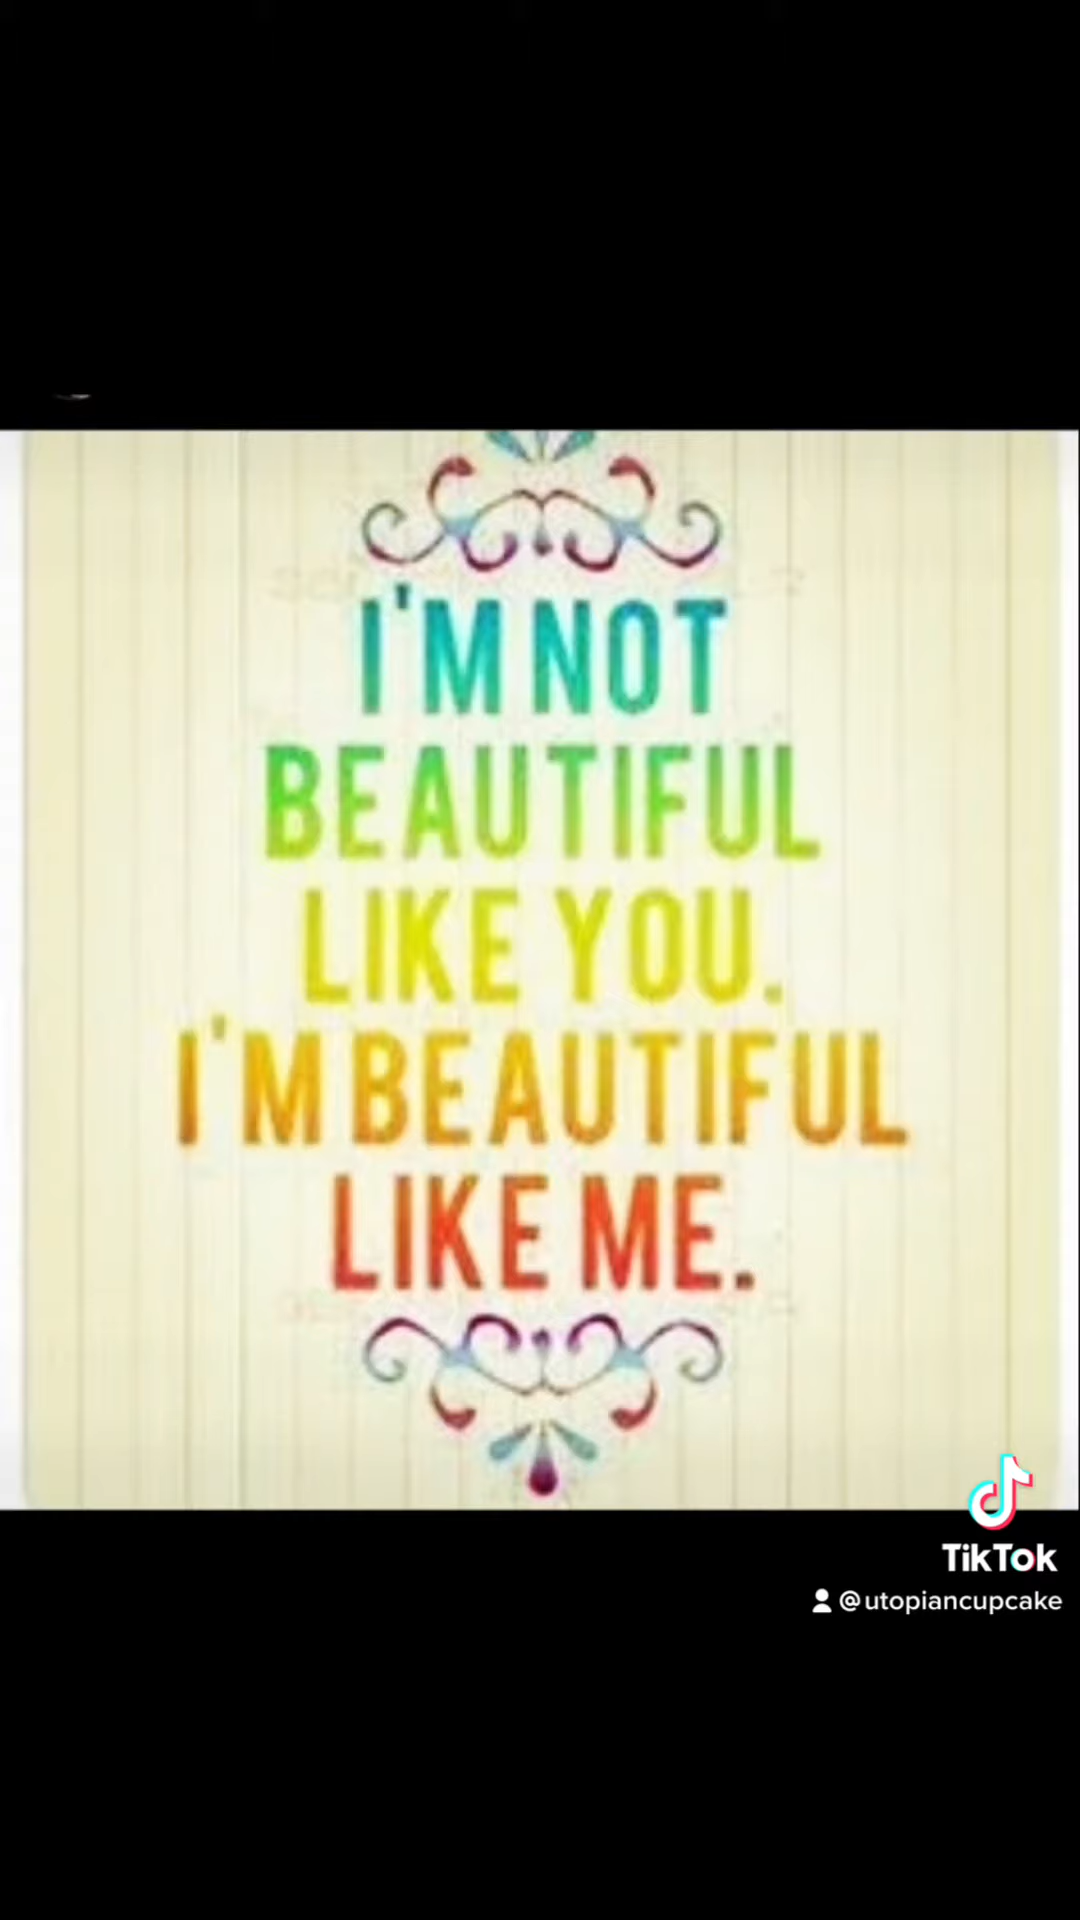 I'M NOT
BEAUTIFUL
LIKE YOU.
I'M BEAUTIFUL
LIKE ME.
TikTok
@utopiancupcake